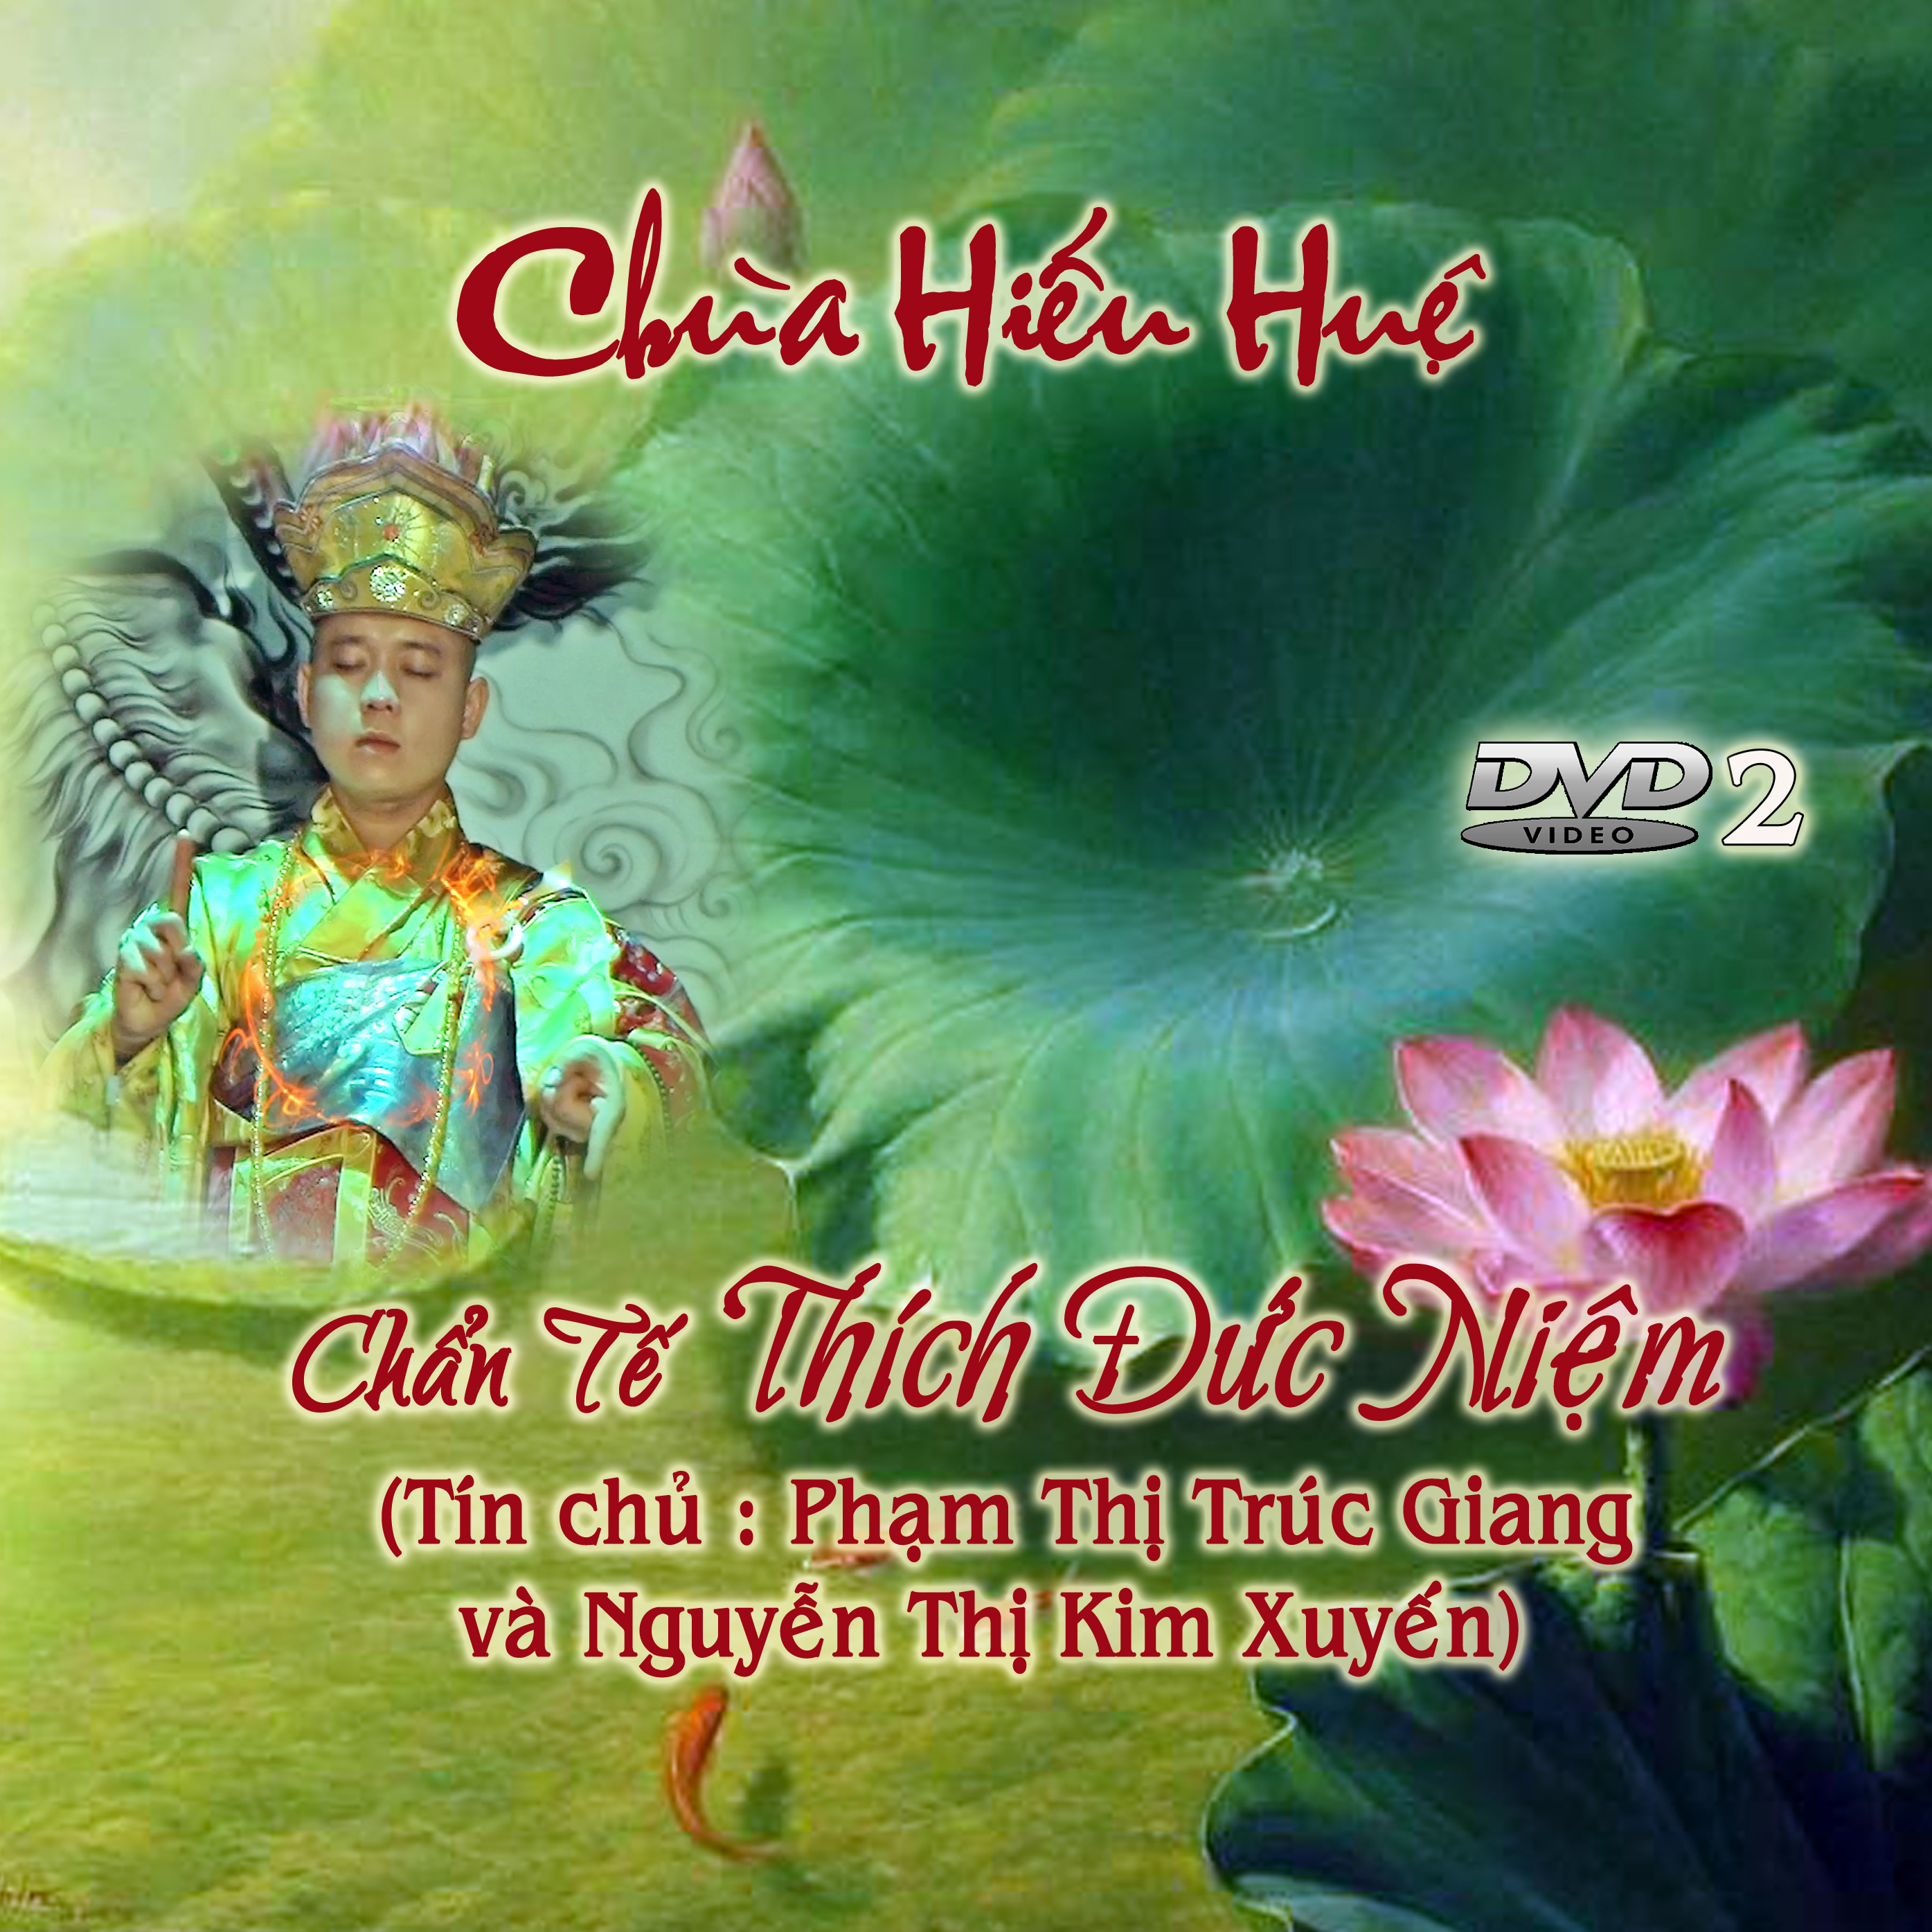 Chùa Hiếu Huệ
DVD 2
VIDEO
Chẩn Tế Thích Đức Niệm
(Tín chủ : Phạm Thị Trúc Giang
và Nguyễn Thị Kim Xuyến)